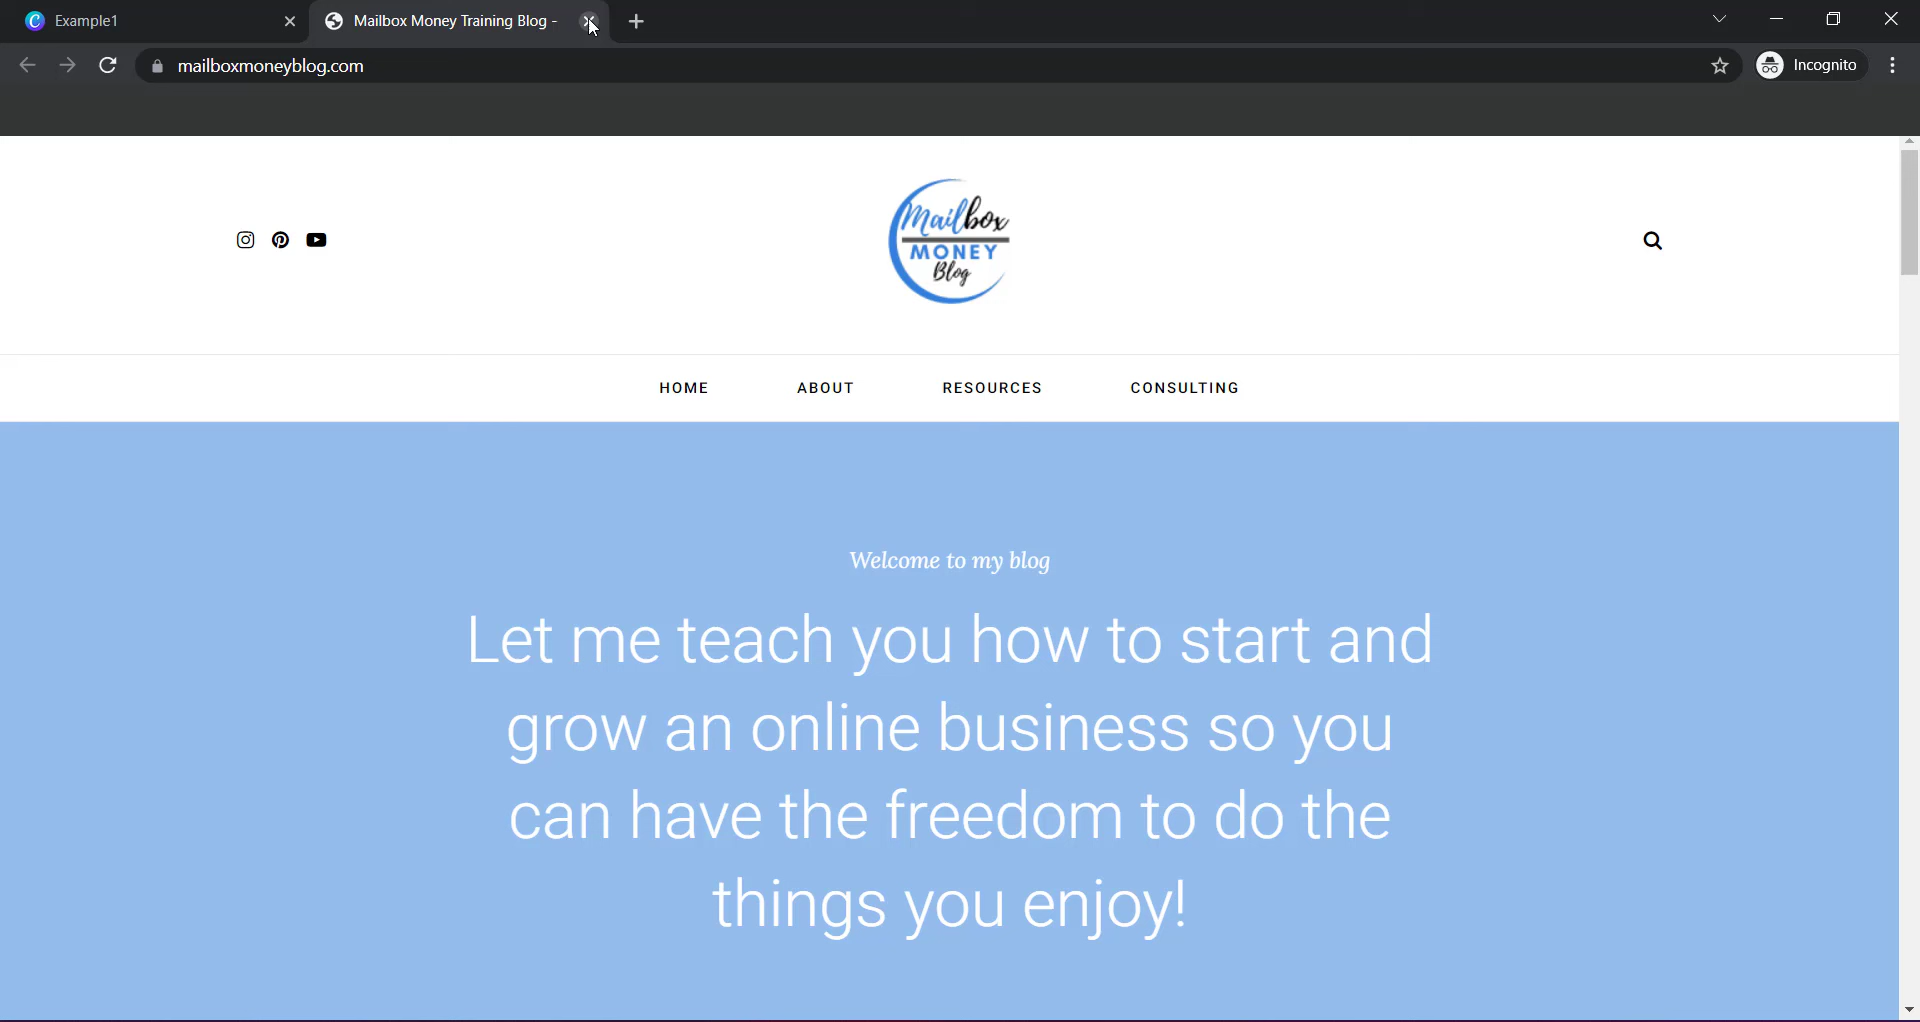 Example1
Mailbox Money Training Blog -
mailboxmoneyblog.com
Incognito
Mailbox
MONEY
Blog
HOME
ABOUT
RESOURCES
CONSULTING
Welcome to my blog
Let me teach you how to start and
grow an online business so you
can have the freedom to do the
things you enjoy!